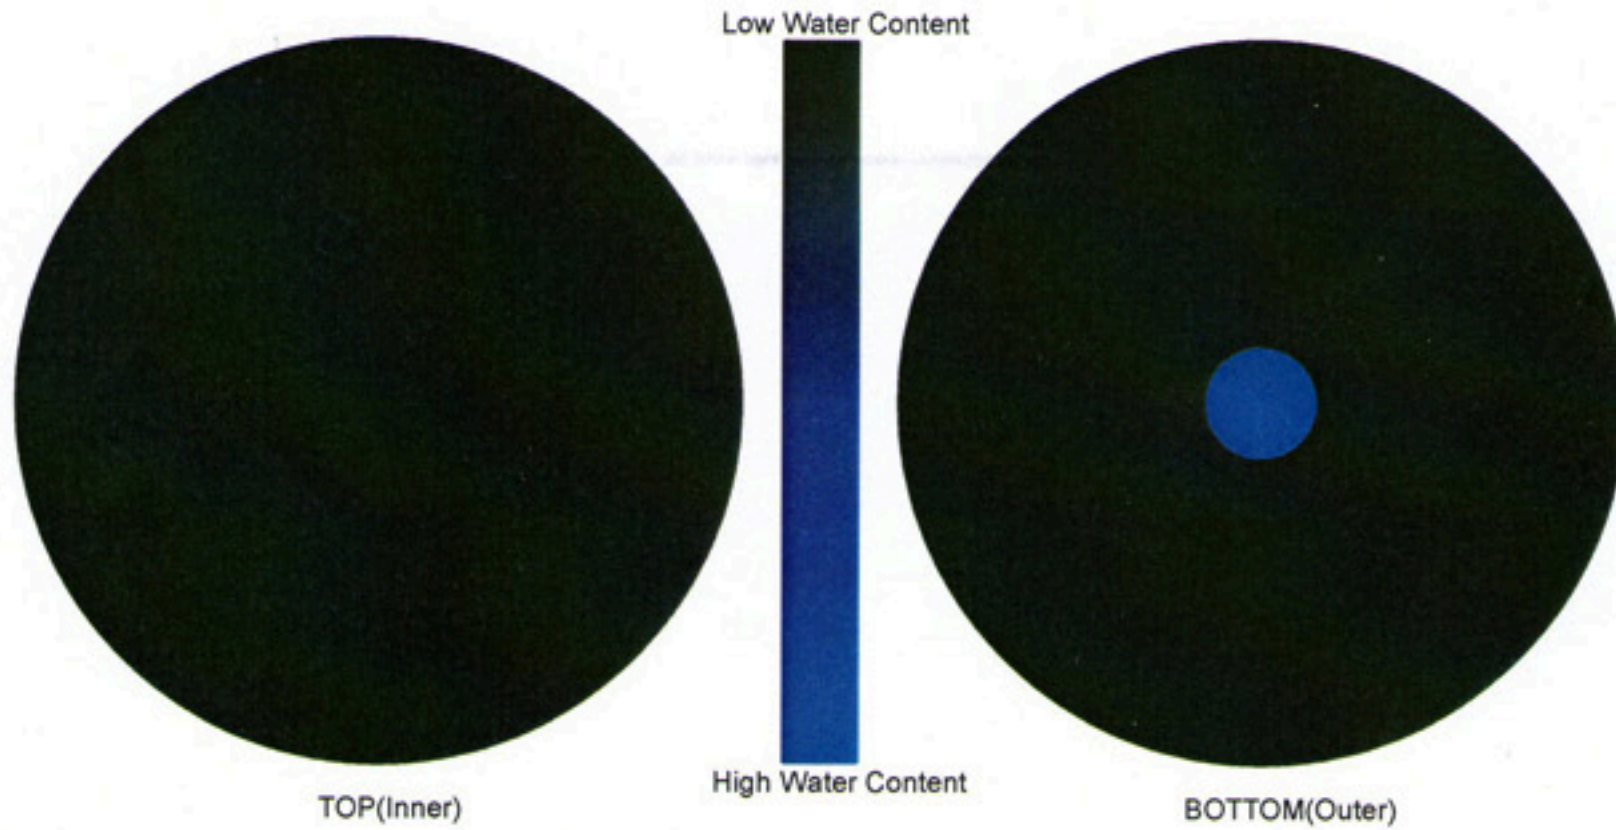 Low Water Content
High Water Content
TOP(Inner)
BOTTOM(Outer)